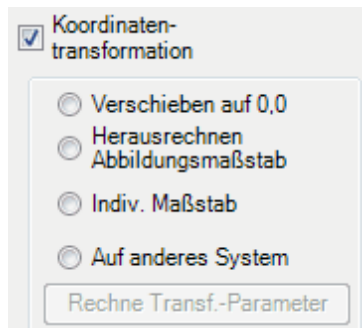 Koordinaten-
transformation
Verschieben auf 0,0
Herausrechnen
Abbildungsmaßstab
Indiv. Maßstab
Auf anderes System
Rechne Transf.-Parameter